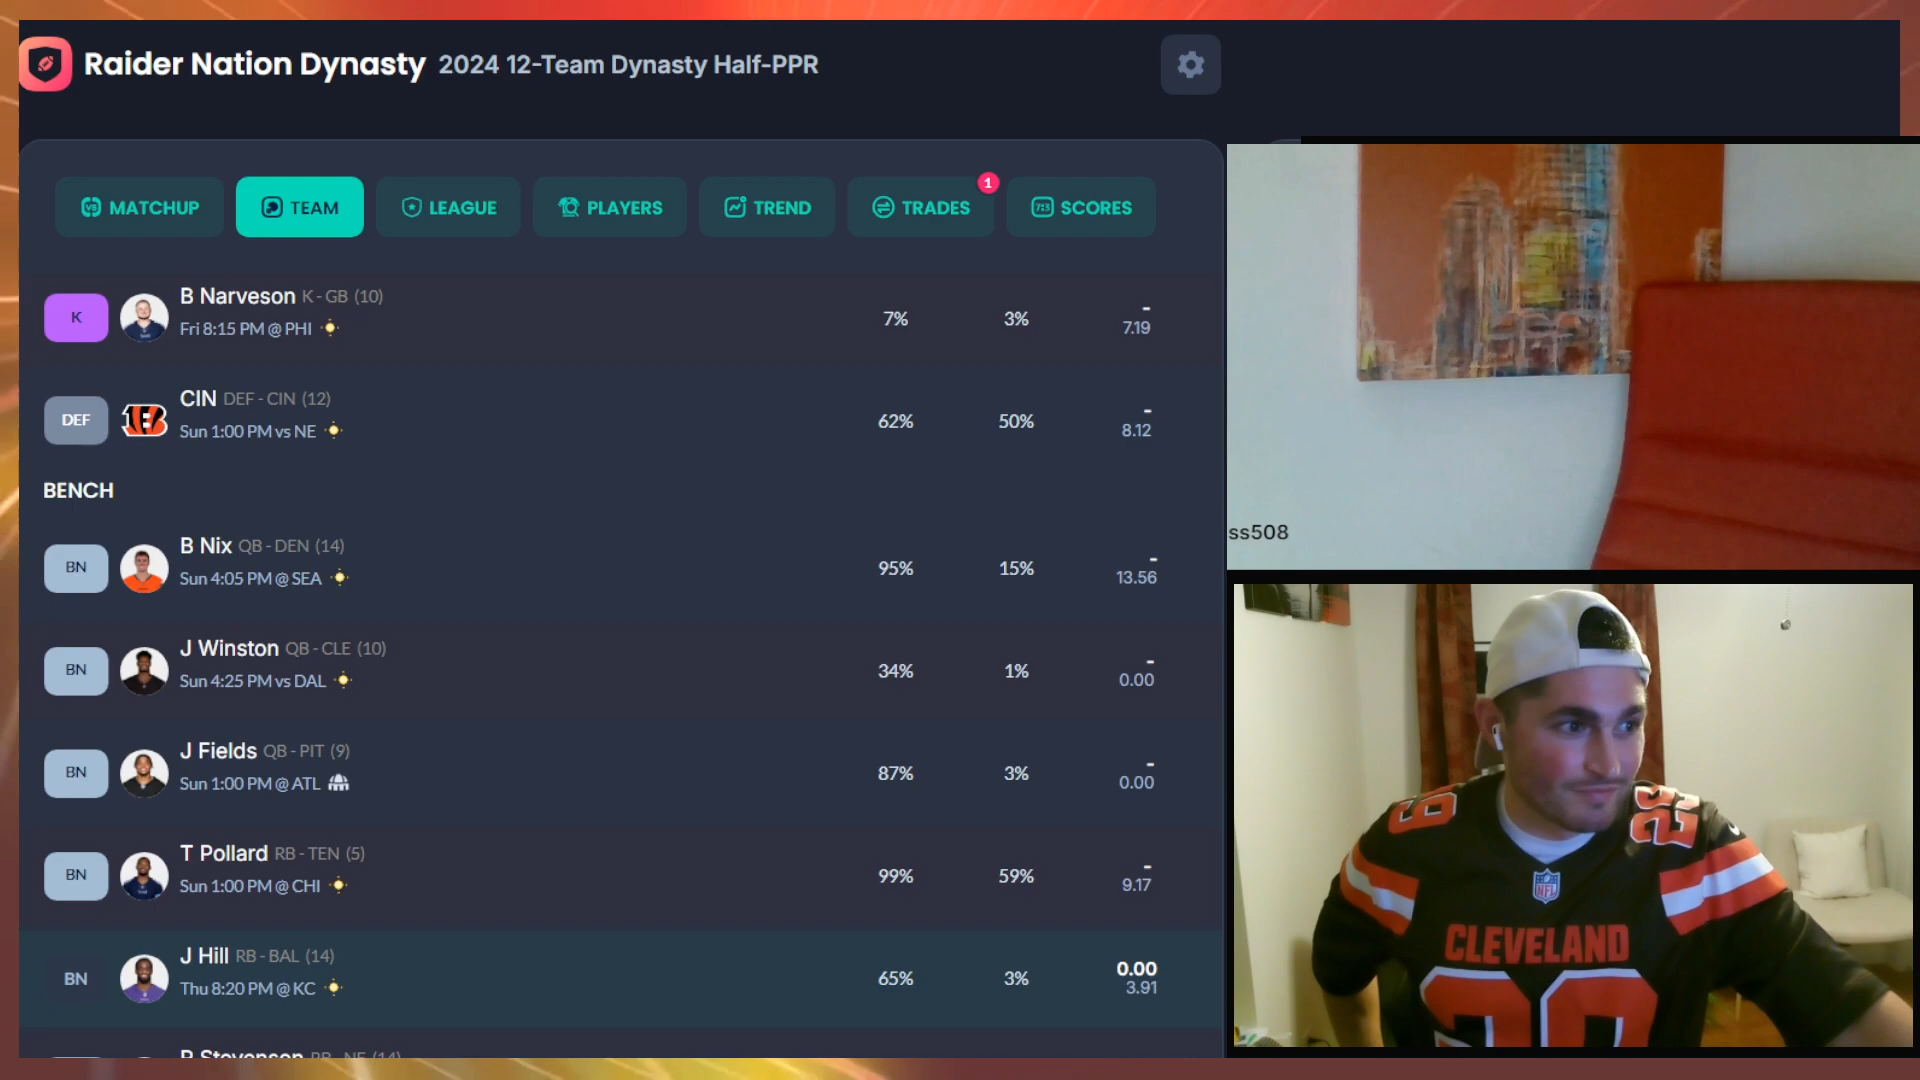 Raider Nation Dynasty 2024 12-Team Dynasty Half-PPR
MATCHUP TEAM LEAGUE PLAYERS TREND TRADES 1 SCORES
K B Narveson K - GB (10)
Fri 8:15 PM @ PHI
7% 3% -
7.19
DEF CIN DEF - CIN (12)
Sun 1:00 PM vs NE
62% 50% -
8.12
BENCH
BN B Nix QB - DEN (14)
Sun 4:05 PM @ SEA
95% 15% -
13.56
BN J Winston QB - CLE (10)
Sun 4:25 PM vs DAL
34% 1% -
0.00
BN J Fields QB - PIT (9)
Sun 1:00 PM @ ATL
87% 3% -
0.00
BN T Pollard RB - TEN (5)
Sun 1:00 PM @ CHI
99% 59% -
9.17
BN J Hill RB - BAL (14)
Thu 8:20 PM @ KC
65% 3% 0.00
3.91
R Stevenson RB - NE (14)
ss508
NFL
CLEVELAND
29